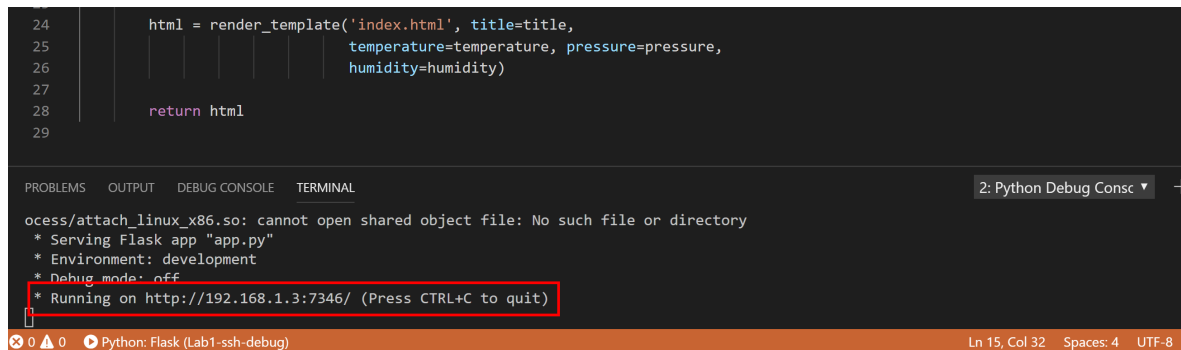 24 html = render_template('index.html', title=title,
25 temperature=temperature, pressure=pressure,
26 humidity=humidity)
27
28 return html
29
PROBLEMS OUTPUT DEBUG CONSOLE TERMINAL 2: Python Debug Consc
ocess/attach_linux_x86.so: cannot open shared object file: No such file or directory
* Serving Flask app "app.py"
* Environment: development
* Debug mode: off
* Running on http://192.168.1.3:7346/ (Press CTRL+C to quit)
0 0 Python: Flask (Lab1-ssh-debug) Ln 15, Col 32 Spaces: 4 UTF-8